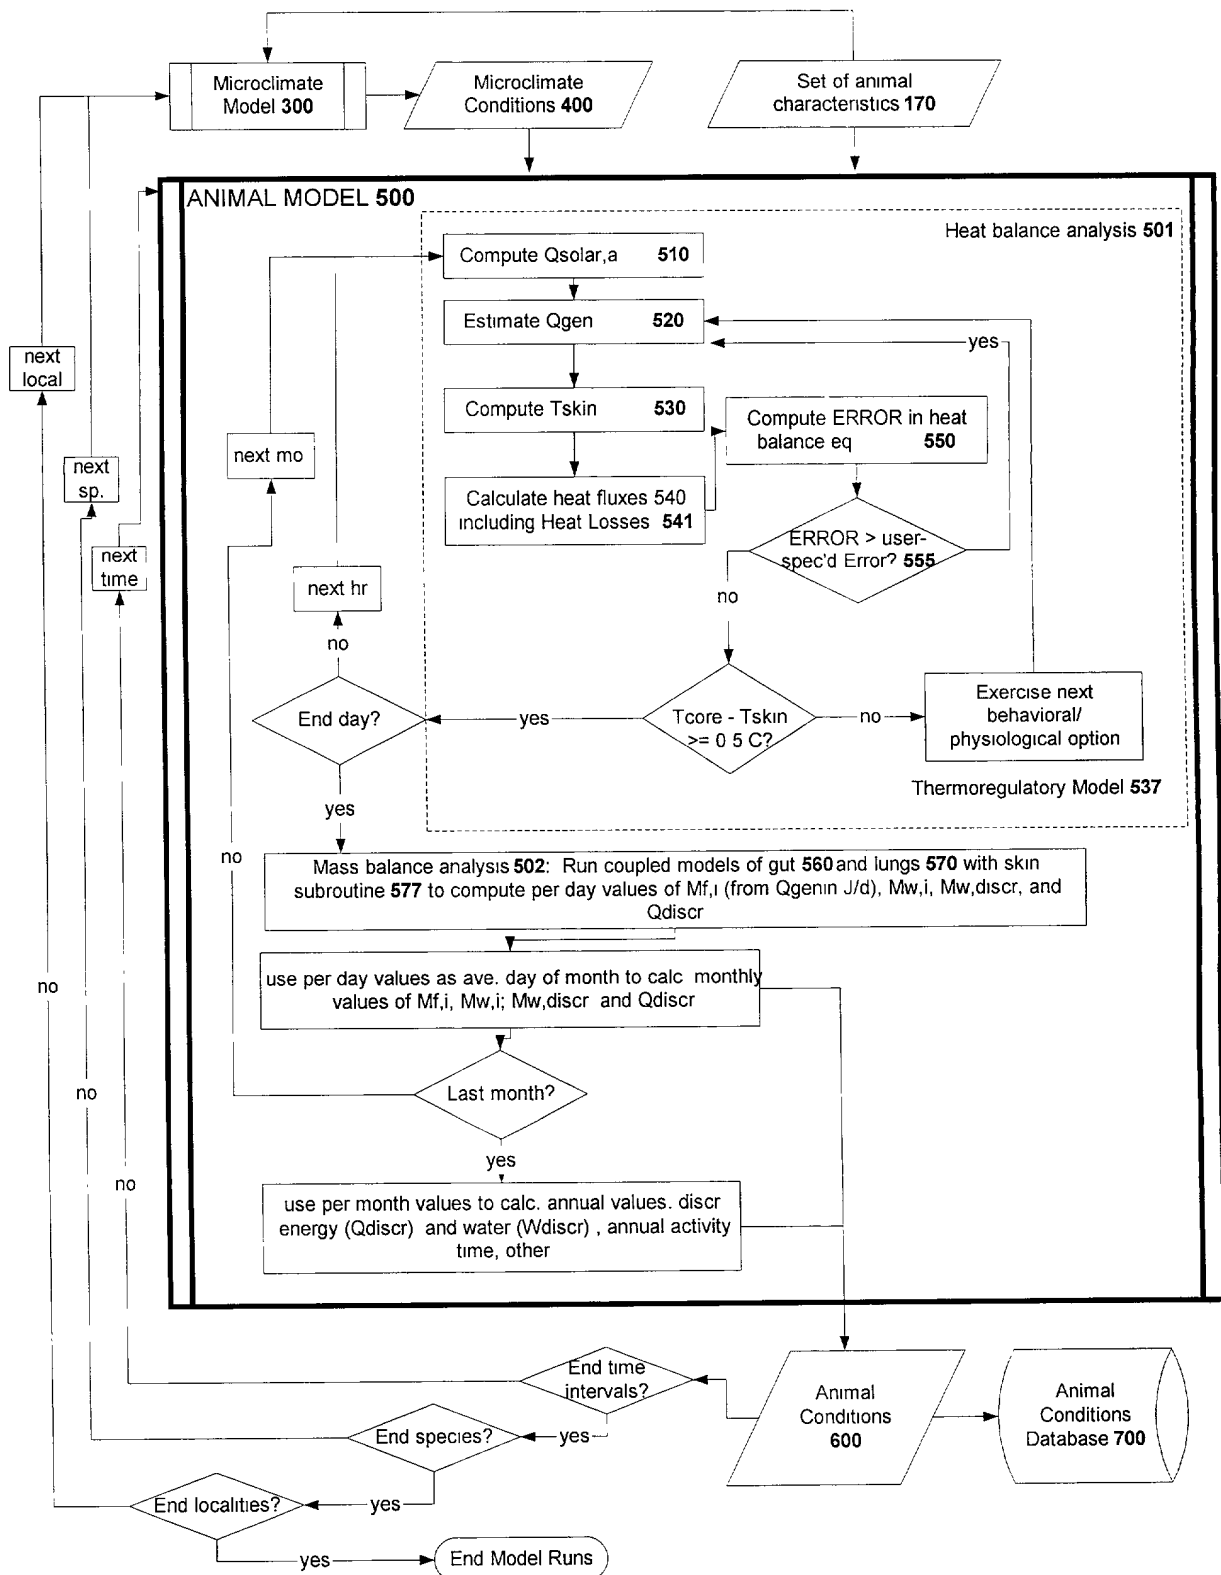 Microclimate
Model 300
Microclimate
Conditions 400
Set of animal
characteristics 170
ANIMAL MODEL 500
Heat balance analysis 501
Compute Qsolar,a 510
Estimate Qgen 520
yes
next
local
Compute Tskin 530
Compute ERROR in heat
balance eq 550
next mo
next
sp.
Calculate heat fluxes 540
including Heat Losses 541
ERROR > user-
spec'd Error? 555
next
time
next hr
no
no
Exercise next
behavioral/
physiological option
End day?
yes
Tcore - Tskin
>= 0 5 C?
no
Thermoregulatory Model 537
yes
no
Mass balance analysis 502: Run coupled models of gut 560 and lungs 570 with skin
subroutine 577 to compute per day values of Mf,i (from Qgenin J/d), Mw,i, Mw,discr, and
Qdiscr
use per day values as ave. day of month to calc monthly
values of Mf,i, Mw,i; Mw,discr and Qdiscr
no
no
Last month?
yes
no
use per month values to calc. annual values. discr
energy (Qdiscr) and water (Wdiscr) , annual activity
time, other
End time
intervals?
Animal
Conditions
600
Animal
Conditions
Database 700
End species?
yes
End localities?
yes
yes
End Model Runs